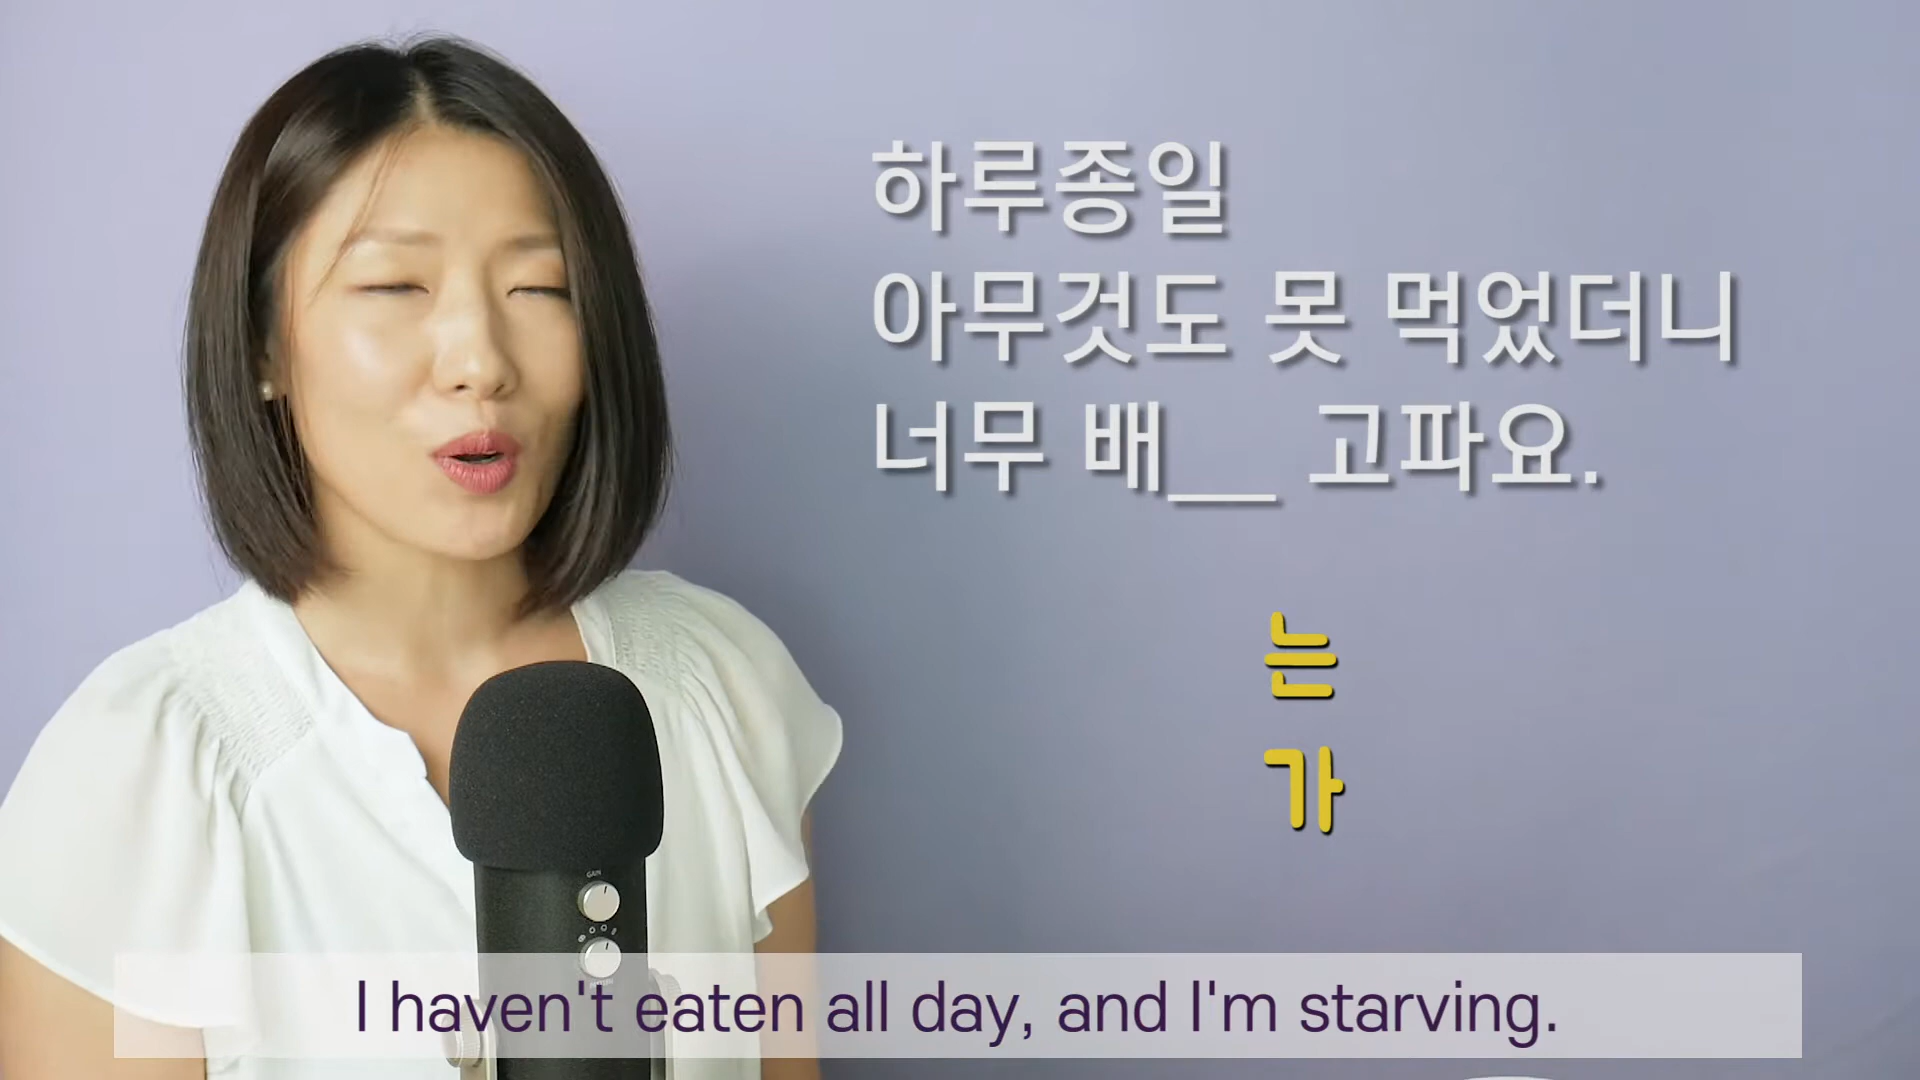 하루종일
아무것도 못 먹었더니
너무 배__ 고파요.
는
가
GAIN
I haven't eaten all day, and I'm starving.